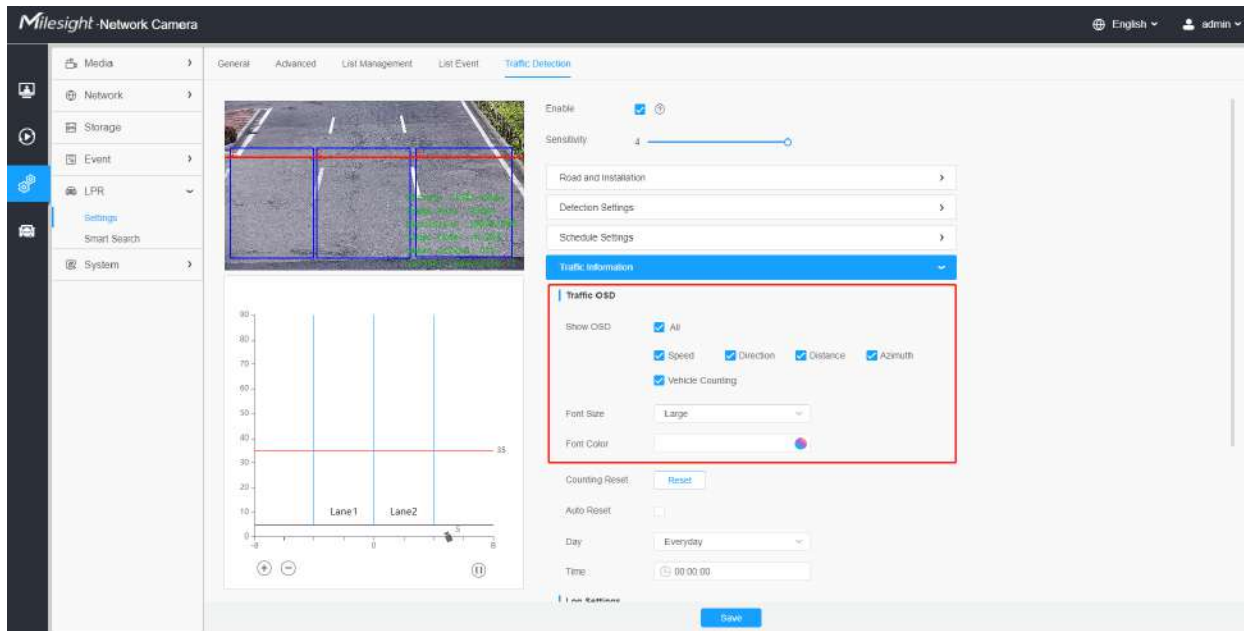 Milesight-Network Camera
English
admin
Media
Network
Storage
Event
LPR
Settings
Smart Search
System
General Advanced List Management List Event Traffic Detection
Enable
Sensitivity 4
Road and Installation
Detection Settings
Schedule Settings
Traffic Information
Traffic OSD
Show OSD All
Speed Direction Distance Azimuth
Vehicle Counting
Font Size Large
Font Color
Counting Reset Reset
Auto Reset
Day Everyday
Time 00:00:00
Log Settings
Save
90
80
70
60
50
40
35
30
20
10 Lane1 Lane2
5
0
-8 0 8